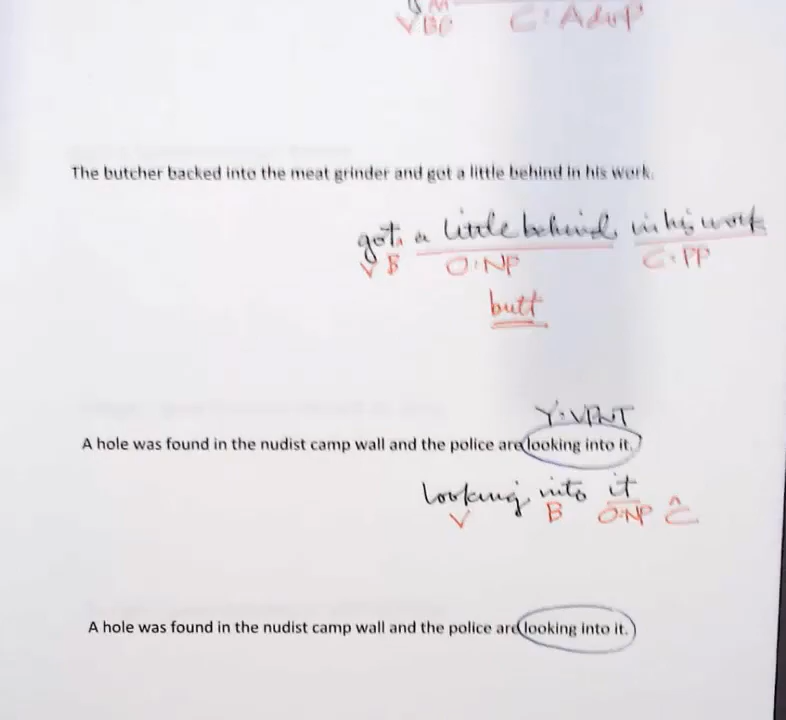 C: AdvP
The butcher backed into the meat grinder and got a little behind in his work.
got a little behind in his work
V B O:NP C:PP
butt
A hole was found in the nudist camp wall and the police are looking into it.
looking into it
V B O:NP Ĉ
A hole was found in the nudist camp wall and the police are looking into it.